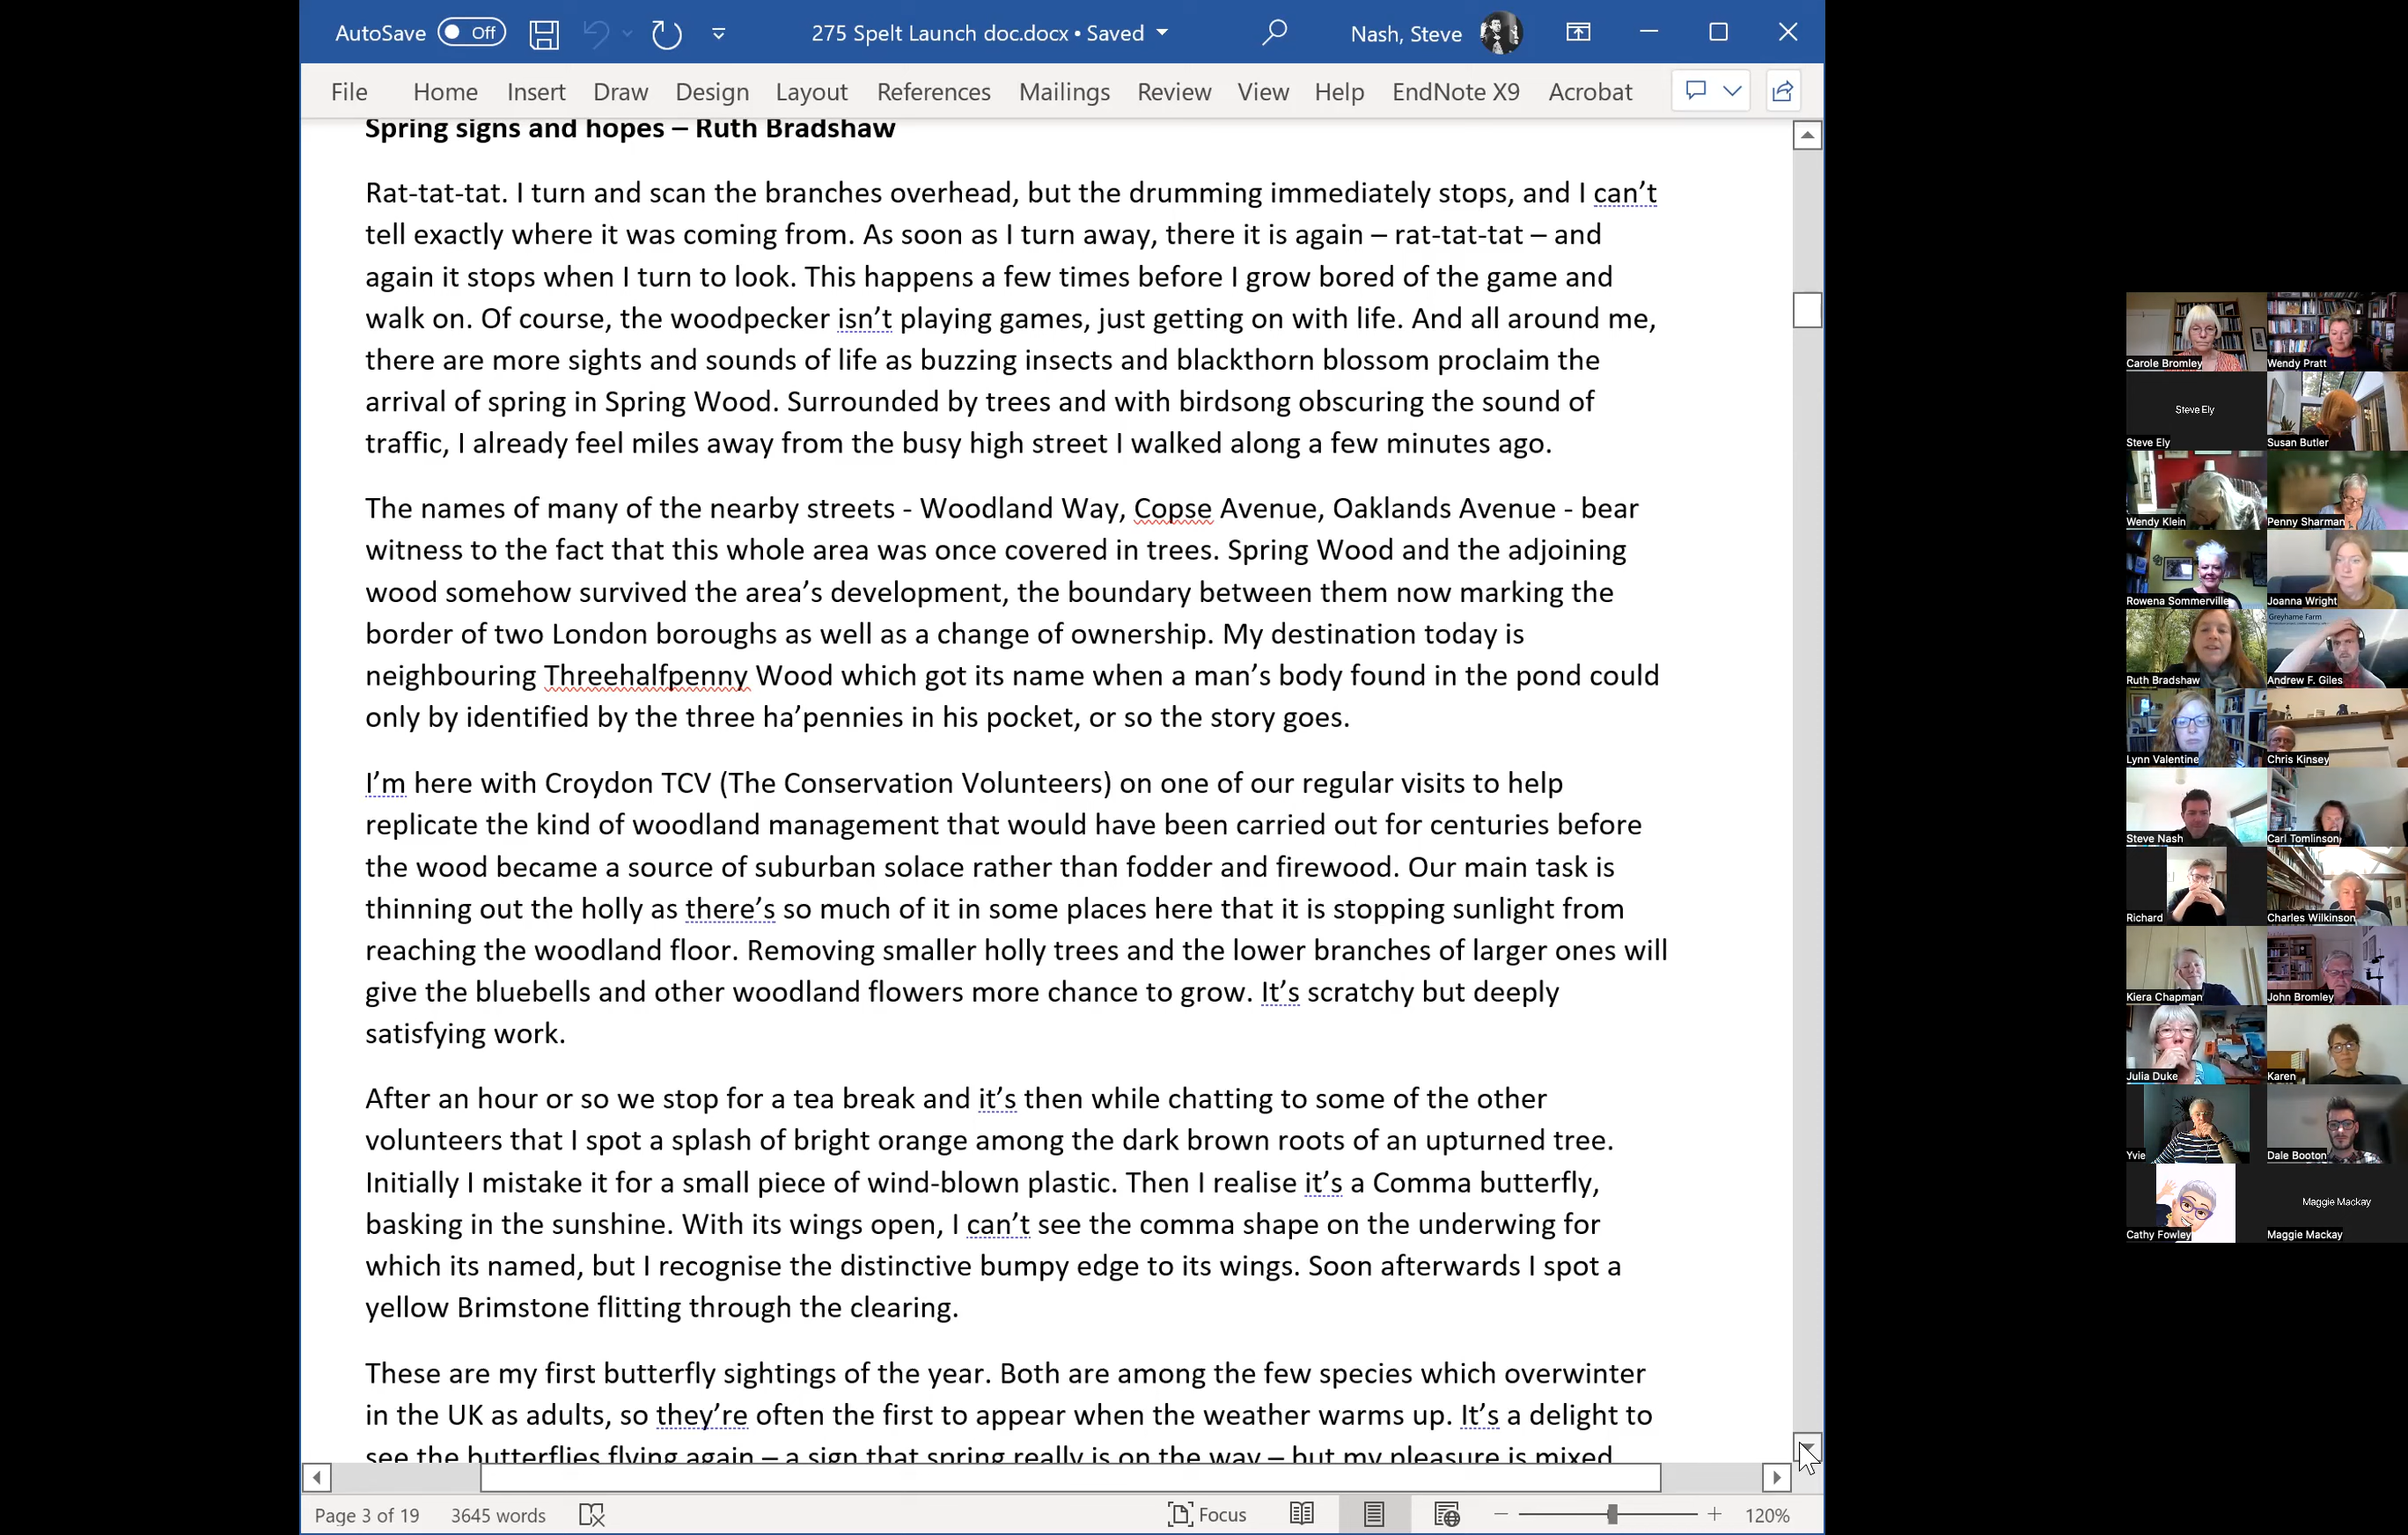 AutoSave Off 275 Spelt Launch doc.docx • Saved Nash, Steve
File Home Insert Draw Design Layout References Mailings Review View Help EndNote X9 Acrobat
Spring signs and hopes – Ruth Bradshaw
Rat-tat-tat. I turn and scan the branches overhead, but the drumming immediately stops, and I can’t
tell exactly where it was coming from. As soon as I turn away, there it is again – rat-tat-tat – and
again it stops when I turn to look. This happens a few times before I grow bored of the game and
walk on. Of course, the woodpecker isn’t playing games, just getting on with life. And all around me,
there are more sights and sounds of life as buzzing insects and blackthorn blossom proclaim the
arrival of spring in Spring Wood. Surrounded by trees and with birdsong obscuring the sound of
traffic, I already feel miles away from the busy high street I walked along a few minutes ago.
The names of many of the nearby streets - Woodland Way, Copse Avenue, Oaklands Avenue - bear
witness to the fact that this whole area was once covered in trees. Spring Wood and the adjoining
wood somehow survived the area’s development, the boundary between them now marking the
border of two London boroughs as well as a change of ownership. My destination today is
neighbouring Threehalfpenny Wood which got its name when a man’s body found in the pond could
only by identified by the three ha’pennies in his pocket, or so the story goes.
I’m here with Croydon TCV (The Conservation Volunteers) on one of our regular visits to help
replicate the kind of woodland management that would have been carried out for centuries before
the wood became a source of suburban solace rather than fodder and firewood. Our main task is
thinning out the holly as there’s so much of it in some places here that it is stopping sunlight from
reaching the woodland floor. Removing smaller holly trees and the lower branches of larger ones will
give the bluebells and other woodland flowers more chance to grow. It’s scratchy but deeply
satisfying work.
After an hour or so we stop for a tea break and it’s then while chatting to some of the other
volunteers that I spot a splash of bright orange among the dark brown roots of an upturned tree.
Initially I mistake it for a small piece of wind-blown plastic. Then I realise it’s a Comma butterfly,
basking in the sunshine. With its wings open, I can’t see the comma shape on the underwing for
which its named, but I recognise the distinctive bumpy edge to its wings. Soon afterwards I spot a
yellow Brimstone flitting through the clearing.
These are my first butterfly sightings of the year. Both are among the few species which overwinter
in the UK as adults, so they’re often the first to appear when the weather warms up. It’s a delight to
see the butterflies flying again – a sign that spring really is on the way – but my pleasure is mixed
Page 3 of 19 3645 words Focus 120%
Carole Bromley Wendy Pratt
Steve Ely
Steve Ely Susan Butler
Wendy Klein Penny Sharman
Rowena Sommerville Joanna Wright
Greyhame Farm
Ruth Bradshaw Andrew F. Giles
Lynn Valentine Chris Kinsey
Steve Nash Carl Tomlinson
Richard Charles Wilkinson
Kiera Chapman John Bromley
Julia Duke Karen
Yvie Dale Booton
Maggie Mackay
Cathy Fowley Maggie Mackay